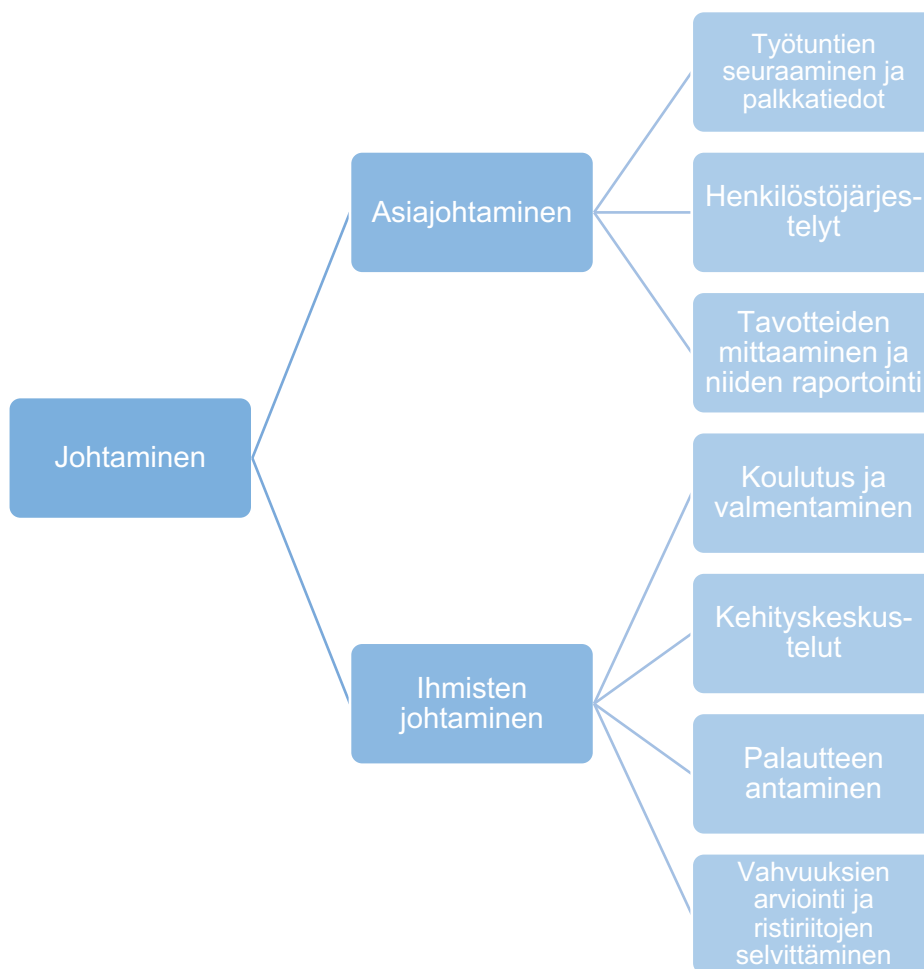 Työtuntien
seuraaminen ja
palkkatiedot
Asiajohtaminen
Henkilöstöjärjes-
telyt
Tavotteiden
mittaaminen ja
niiden raportointi
Johtaminen
Koulutus ja
valmentaminen
Kehityskeskus-
telut
Ihmisten
johtaminen
Palautteen
antaminen
Vahvuuksien
arviointi ja
ristiriitojen
selvittäminen